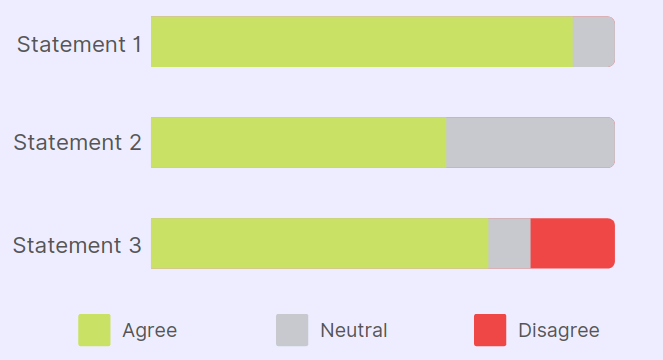 Statement 1
Statement 2
Statement 3
Agree Neutral Disagree